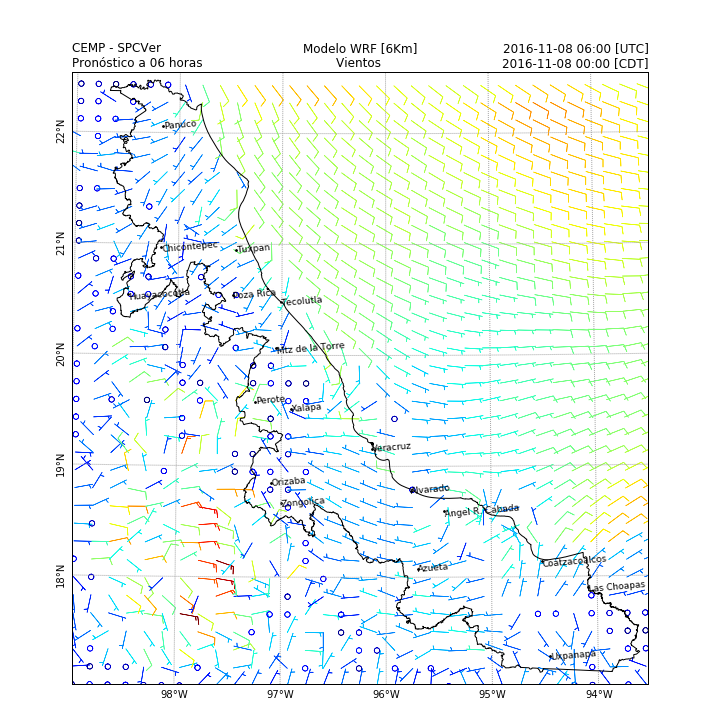 CEMP - SPCVer Modelo WRF [6Km] 2016-11-08 06:00 [UTC]
Pronóstico a 06 horas Vientos 2016-11-08 00:00 [CDT]
22°N
Panuco
21°N
Chicontepec Tuxpan
Huayacocotla Poza Rica Tecolutla
20°N
Mtz de la Torre
Perote Xalapa
19°N
Veracruz
Orizaba Alvarado
Zongolica Angel R. Cabada
18°N
Azueta Coatzacoalcos
Las Choapas
Uxpanapa
98°W 97°W 96°W 95°W 94°W